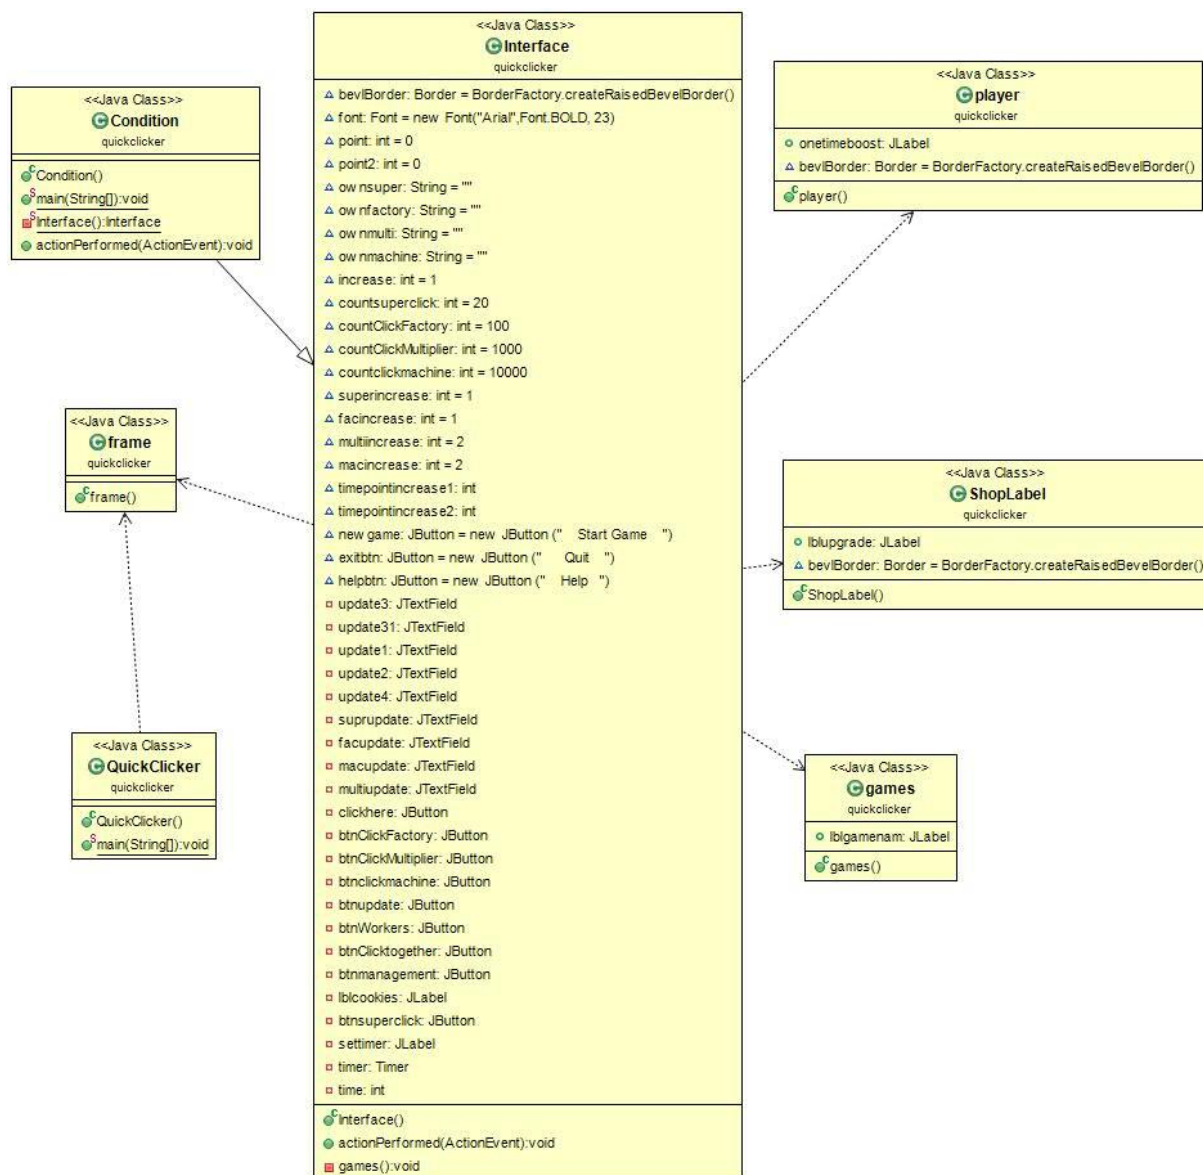 <<Java Class>>
Interface
quickclicker
bevlBorder: Border = BorderFactory.createRaisedBevelBorder()
font: Font = new Font("Arial",Font.BOLD, 23)
point: int = 0
point2: int = 0
ownsuper: String = ""
ownfactory: String = ""
ownmulti: String = ""
ownmachine: String = ""
increase: int = 1
countsuperclick: int = 20
countClickFactory: int = 100
countClickMultiplier: int = 1000
countclickmachine: int = 10000
superincrease: int = 1
facincrease: int = 1
multiincrease: int = 2
macincrease: int = 2
timepointincrease1: int
timepointincrease2: int
newgame: JButton = new JButton ("    Start Game    ")
exitbtn: JButton = new JButton ("      Quit    ")
helpbtn: JButton = new JButton ("    Help   ")
update3: JTextField
update31: JTextField
update1: JTextField
update2: JTextField
update4: JTextField
suprupdate: JTextField
facupdate: JTextField
macupdate: JTextField
multiupdate: JTextField
clickhere: JButton
btnClickFactory: JButton
btnClickMultiplier: JButton
btnclickmachine: JButton
btnupdate: JButton
btnWorkers: JButton
btnClicktogether: JButton
btnmanagement: JButton
lblcookies: JLabel
btnsuperclick: JButton
settimer: JLabel
timer: Timer
time: int
Interface()
actionPerformed(ActionEvent):void
games():void
<<Java Class>>
Condition
quickclicker
Condition()
main(String[]):void
Interface():Interface
actionPerformed(ActionEvent):void
<<Java Class>>
frame
quickclicker
frame()
<<Java Class>>
QuickClicker
quickclicker
QuickClicker()
main(String[]):void
<<Java Class>>
player
quickclicker
onetimeboost: JLabel
bevlBorder: Border = BorderFactory.createRaisedBevelBorder()
player()
<<Java Class>>
ShopLabel
quickclicker
lblupgrade: JLabel
bevlBorder: Border = BorderFactory.createRaisedBevelBorder()
ShopLabel()
<<Java Class>>
games
quickclicker
lblgamenam: JLabel
games()